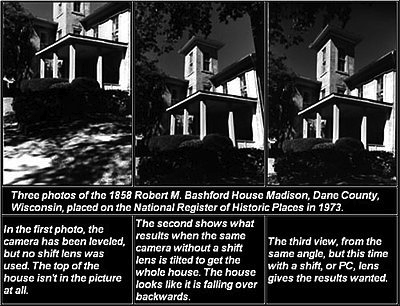 Three photos of the 1858 Robert M. Bashford House Madison, Dane County,
Wisconsin, placed on the National Register of Historic Places in 1973.
In the first photo, the
camera has been leveled,
but no shift lens was
used. The top of the
house isn't in the picture
at all.
The second shows what
results when the same
camera without a shift
lens is tilted to get the
whole house. The house
looks like it is falling over
backwards.
The third view, from the
same angle, but this time
with a shift, or PC, lens
gives the results wanted.